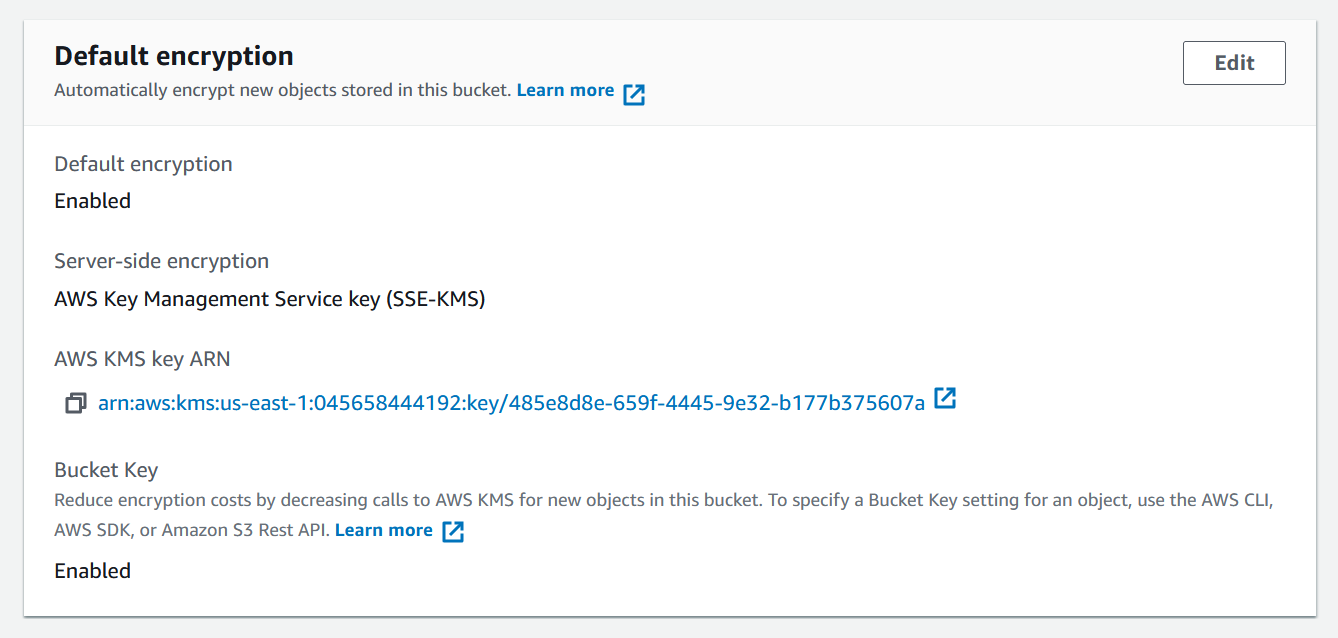 Default encryption
Edit
Automatically encrypt new objects stored in this bucket. Learn more
Default encryption
Enabled
Server-side encryption
AWS Key Management Service key (SSE-KMS)
AWS KMS key ARN
arn:aws:kms:us-east-1:045658444192:key/485e8d8e-659f-4445-9e32-b177b375607a
Bucket Key
Reduce encryption costs by decreasing calls to AWS KMS for new objects in this bucket. To specify a Bucket Key setting for an object, use the AWS CLI,
AWS SDK, or Amazon S3 Rest API. Learn more
Enabled